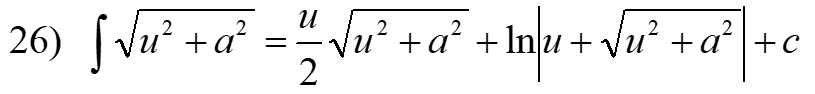 26) ∫ √(u² + a²) = u/2 √(u² + a²) + ln|u + √(u² + a²)| + c